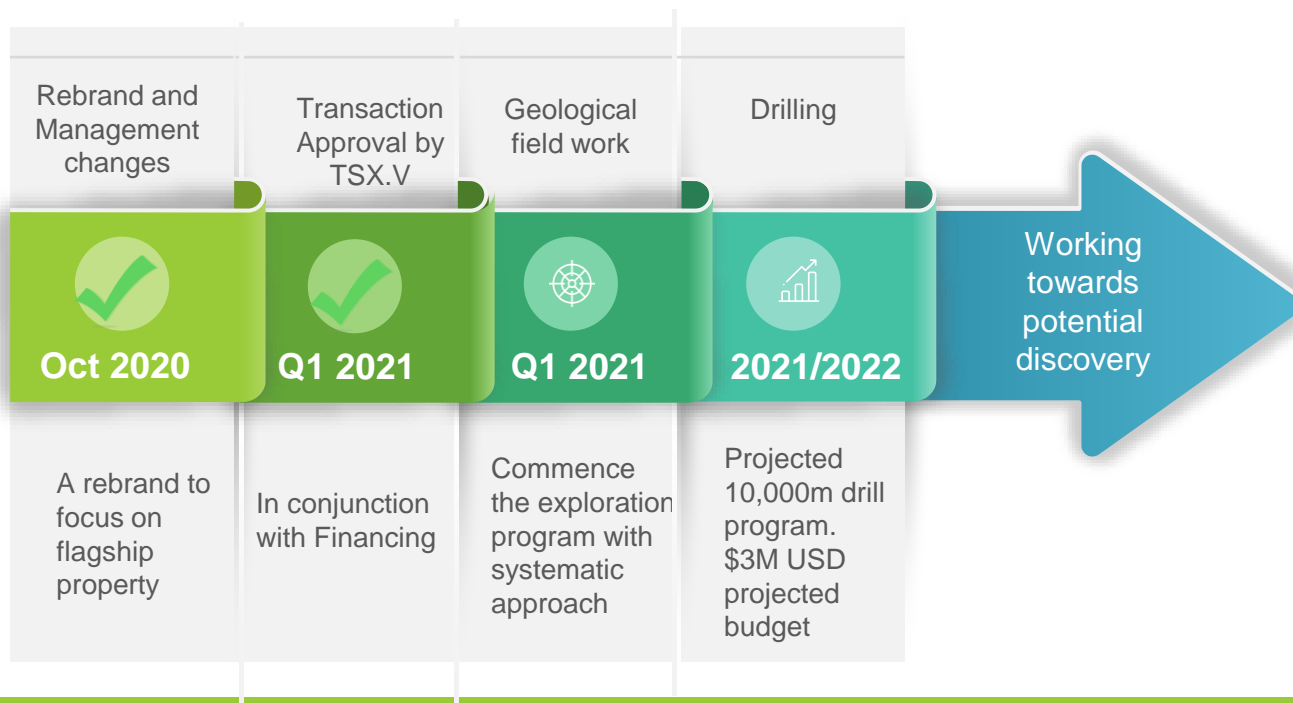 Rebrand and
Management
changes
Transaction
Approval by
TSX.V
Geological
field work
Drilling
Oct 2020
Q1 2021
Q1 2021
2021/2022
Working
towards
potential
discovery
A rebrand to
focus on
flagship
property
In conjunction
with Financing
Commence
the exploration
program with
systematic
approach
Projected
10,000m drill
program.
$3M USD
projected
budget